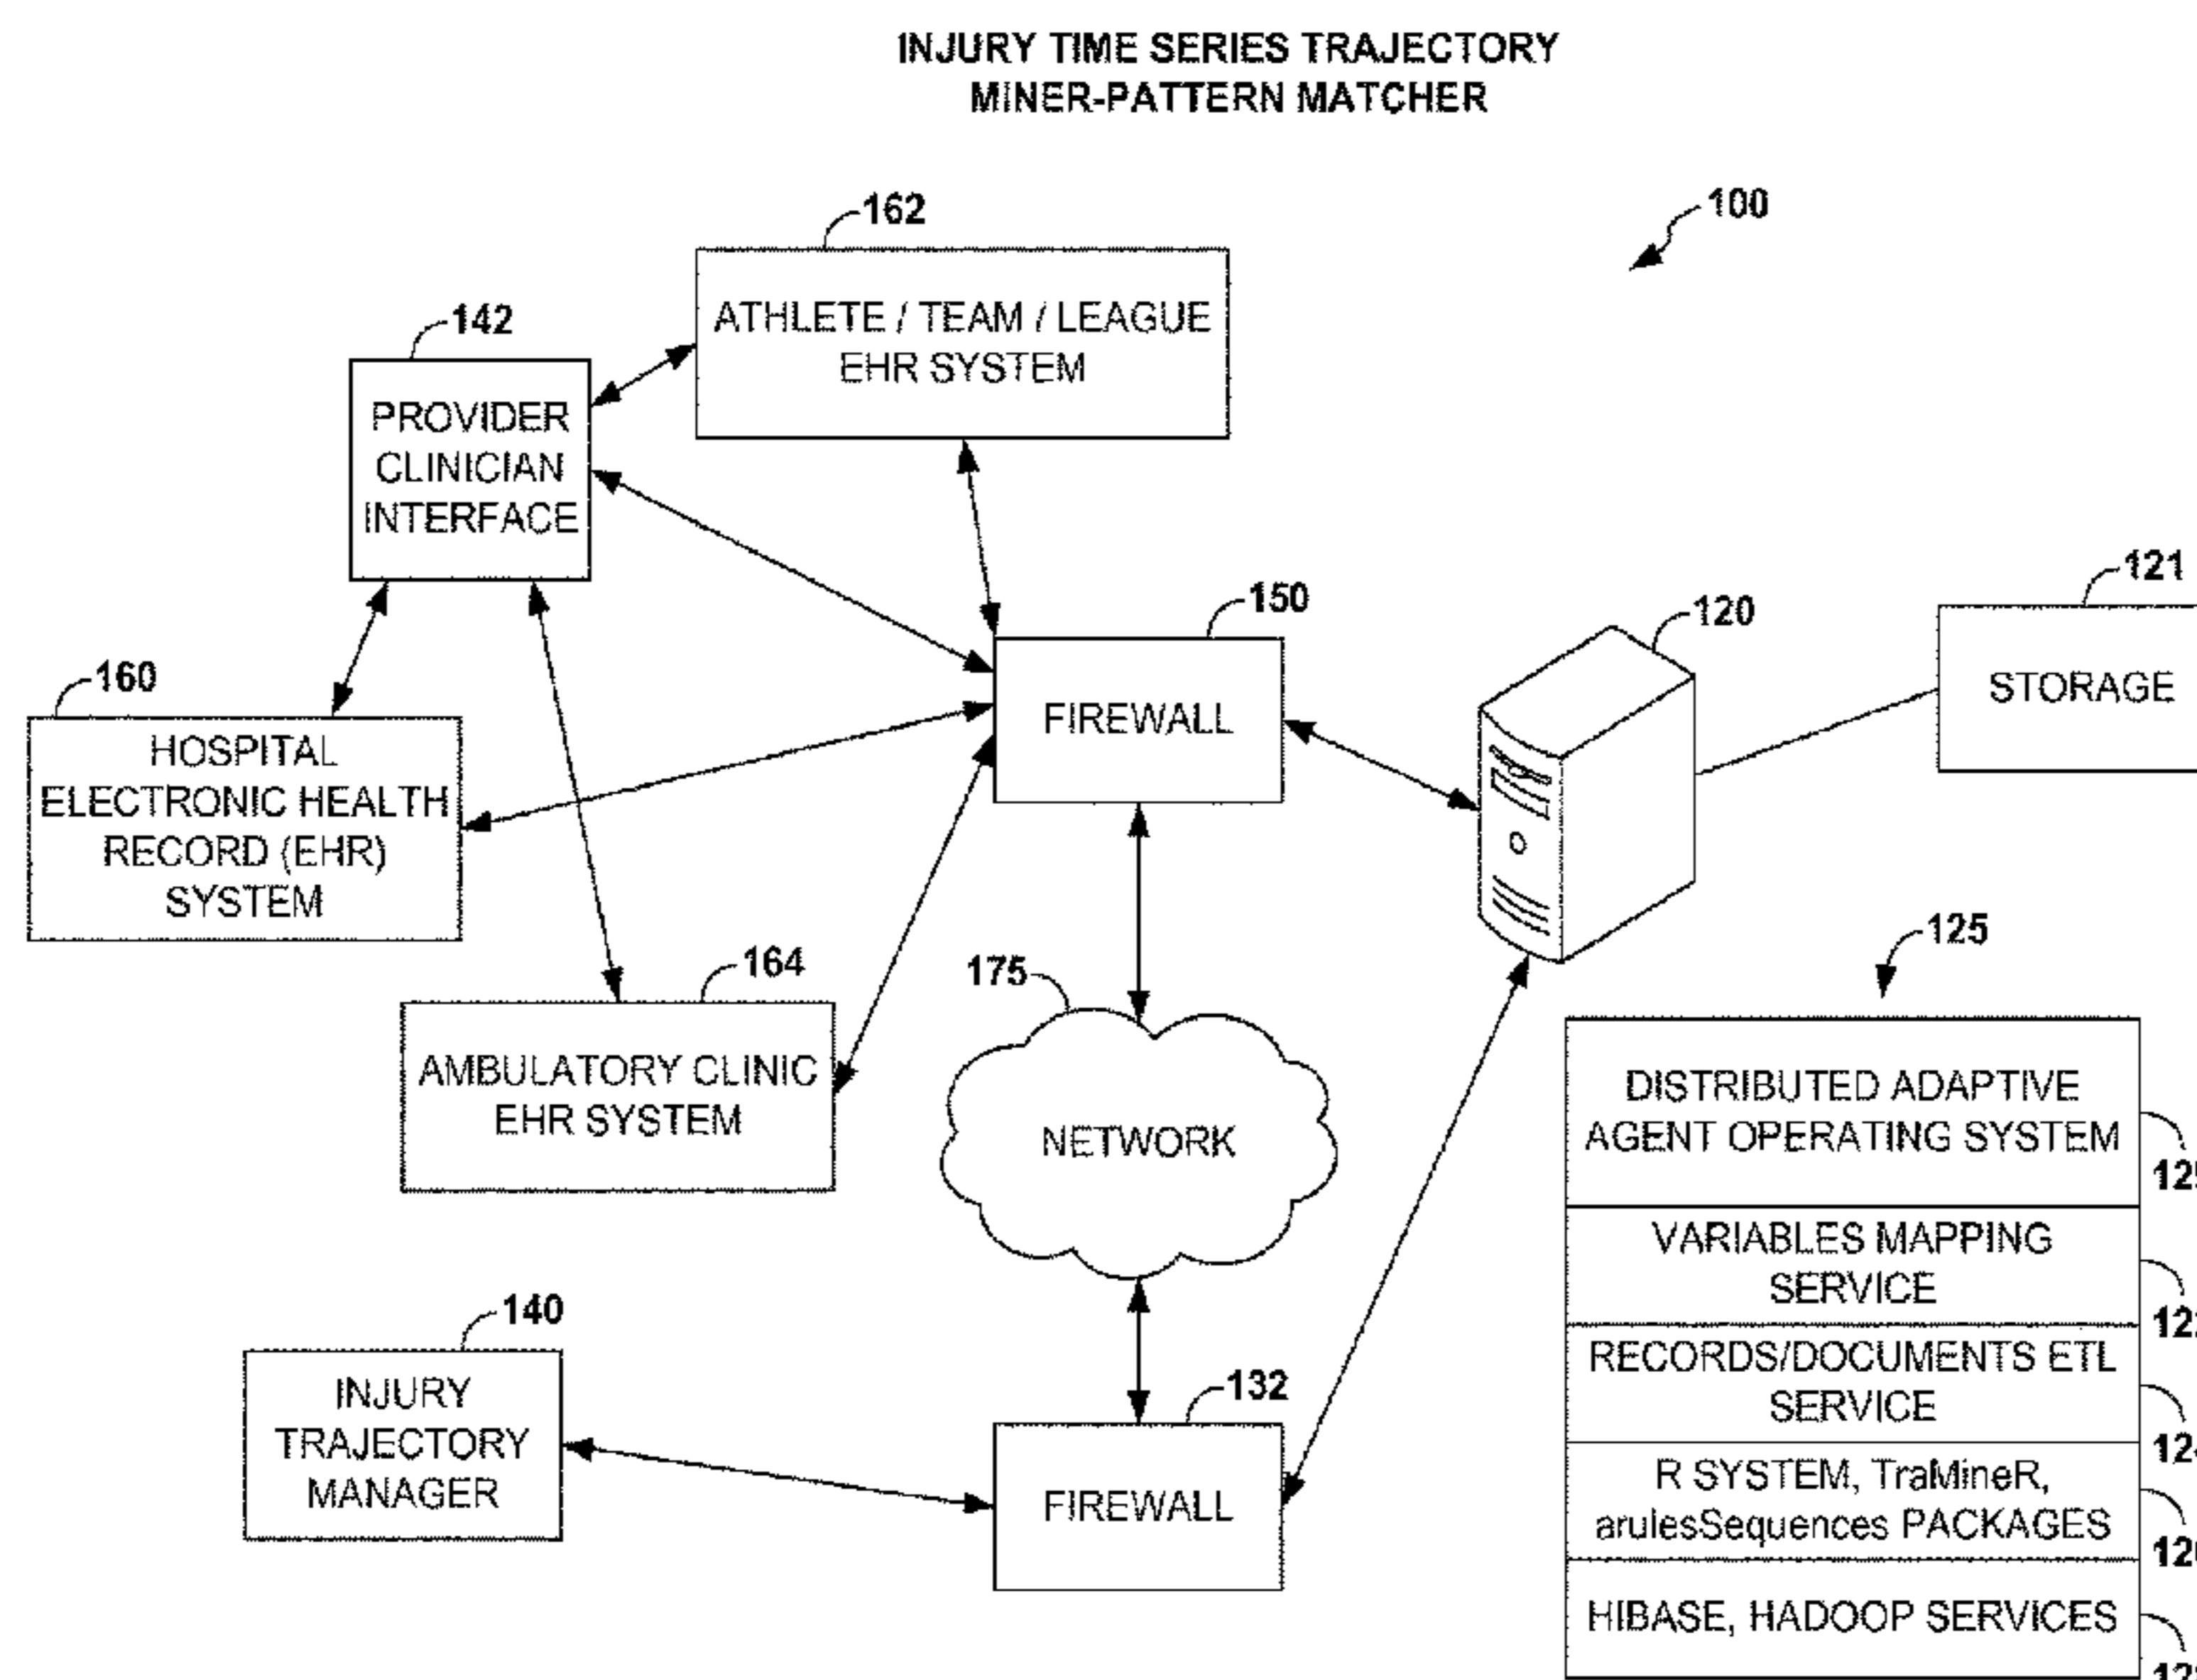 INJURY TIME SERIES TRAJECTORY
MINER-PATTERN MATCHER
100
162
ATHLETE / TEAM / LEAGUE
EHR SYSTEM
142
PROVIDER
CLINICIAN
INTERFACE
150
FIREWALL
120
121
STORAGE
160
HOSPITAL
ELECTRONIC HEALTH
RECORD (EHR)
SYSTEM
164
AMBULATORY CLINIC
EHR SYSTEM
175
NETWORK
125
DISTRIBUTED ADAPTIVE
AGENT OPERATING SYSTEM
VARIABLES MAPPING
SERVICE
RECORDS/DOCUMENTS ETL
SERVICE
R SYSTEM, TraMineR,
arulesSequences PACKAGES
HIBASE, HADOOP SERVICES
140
INJURY
TRAJECTORY
MANAGER
132
FIREWALL